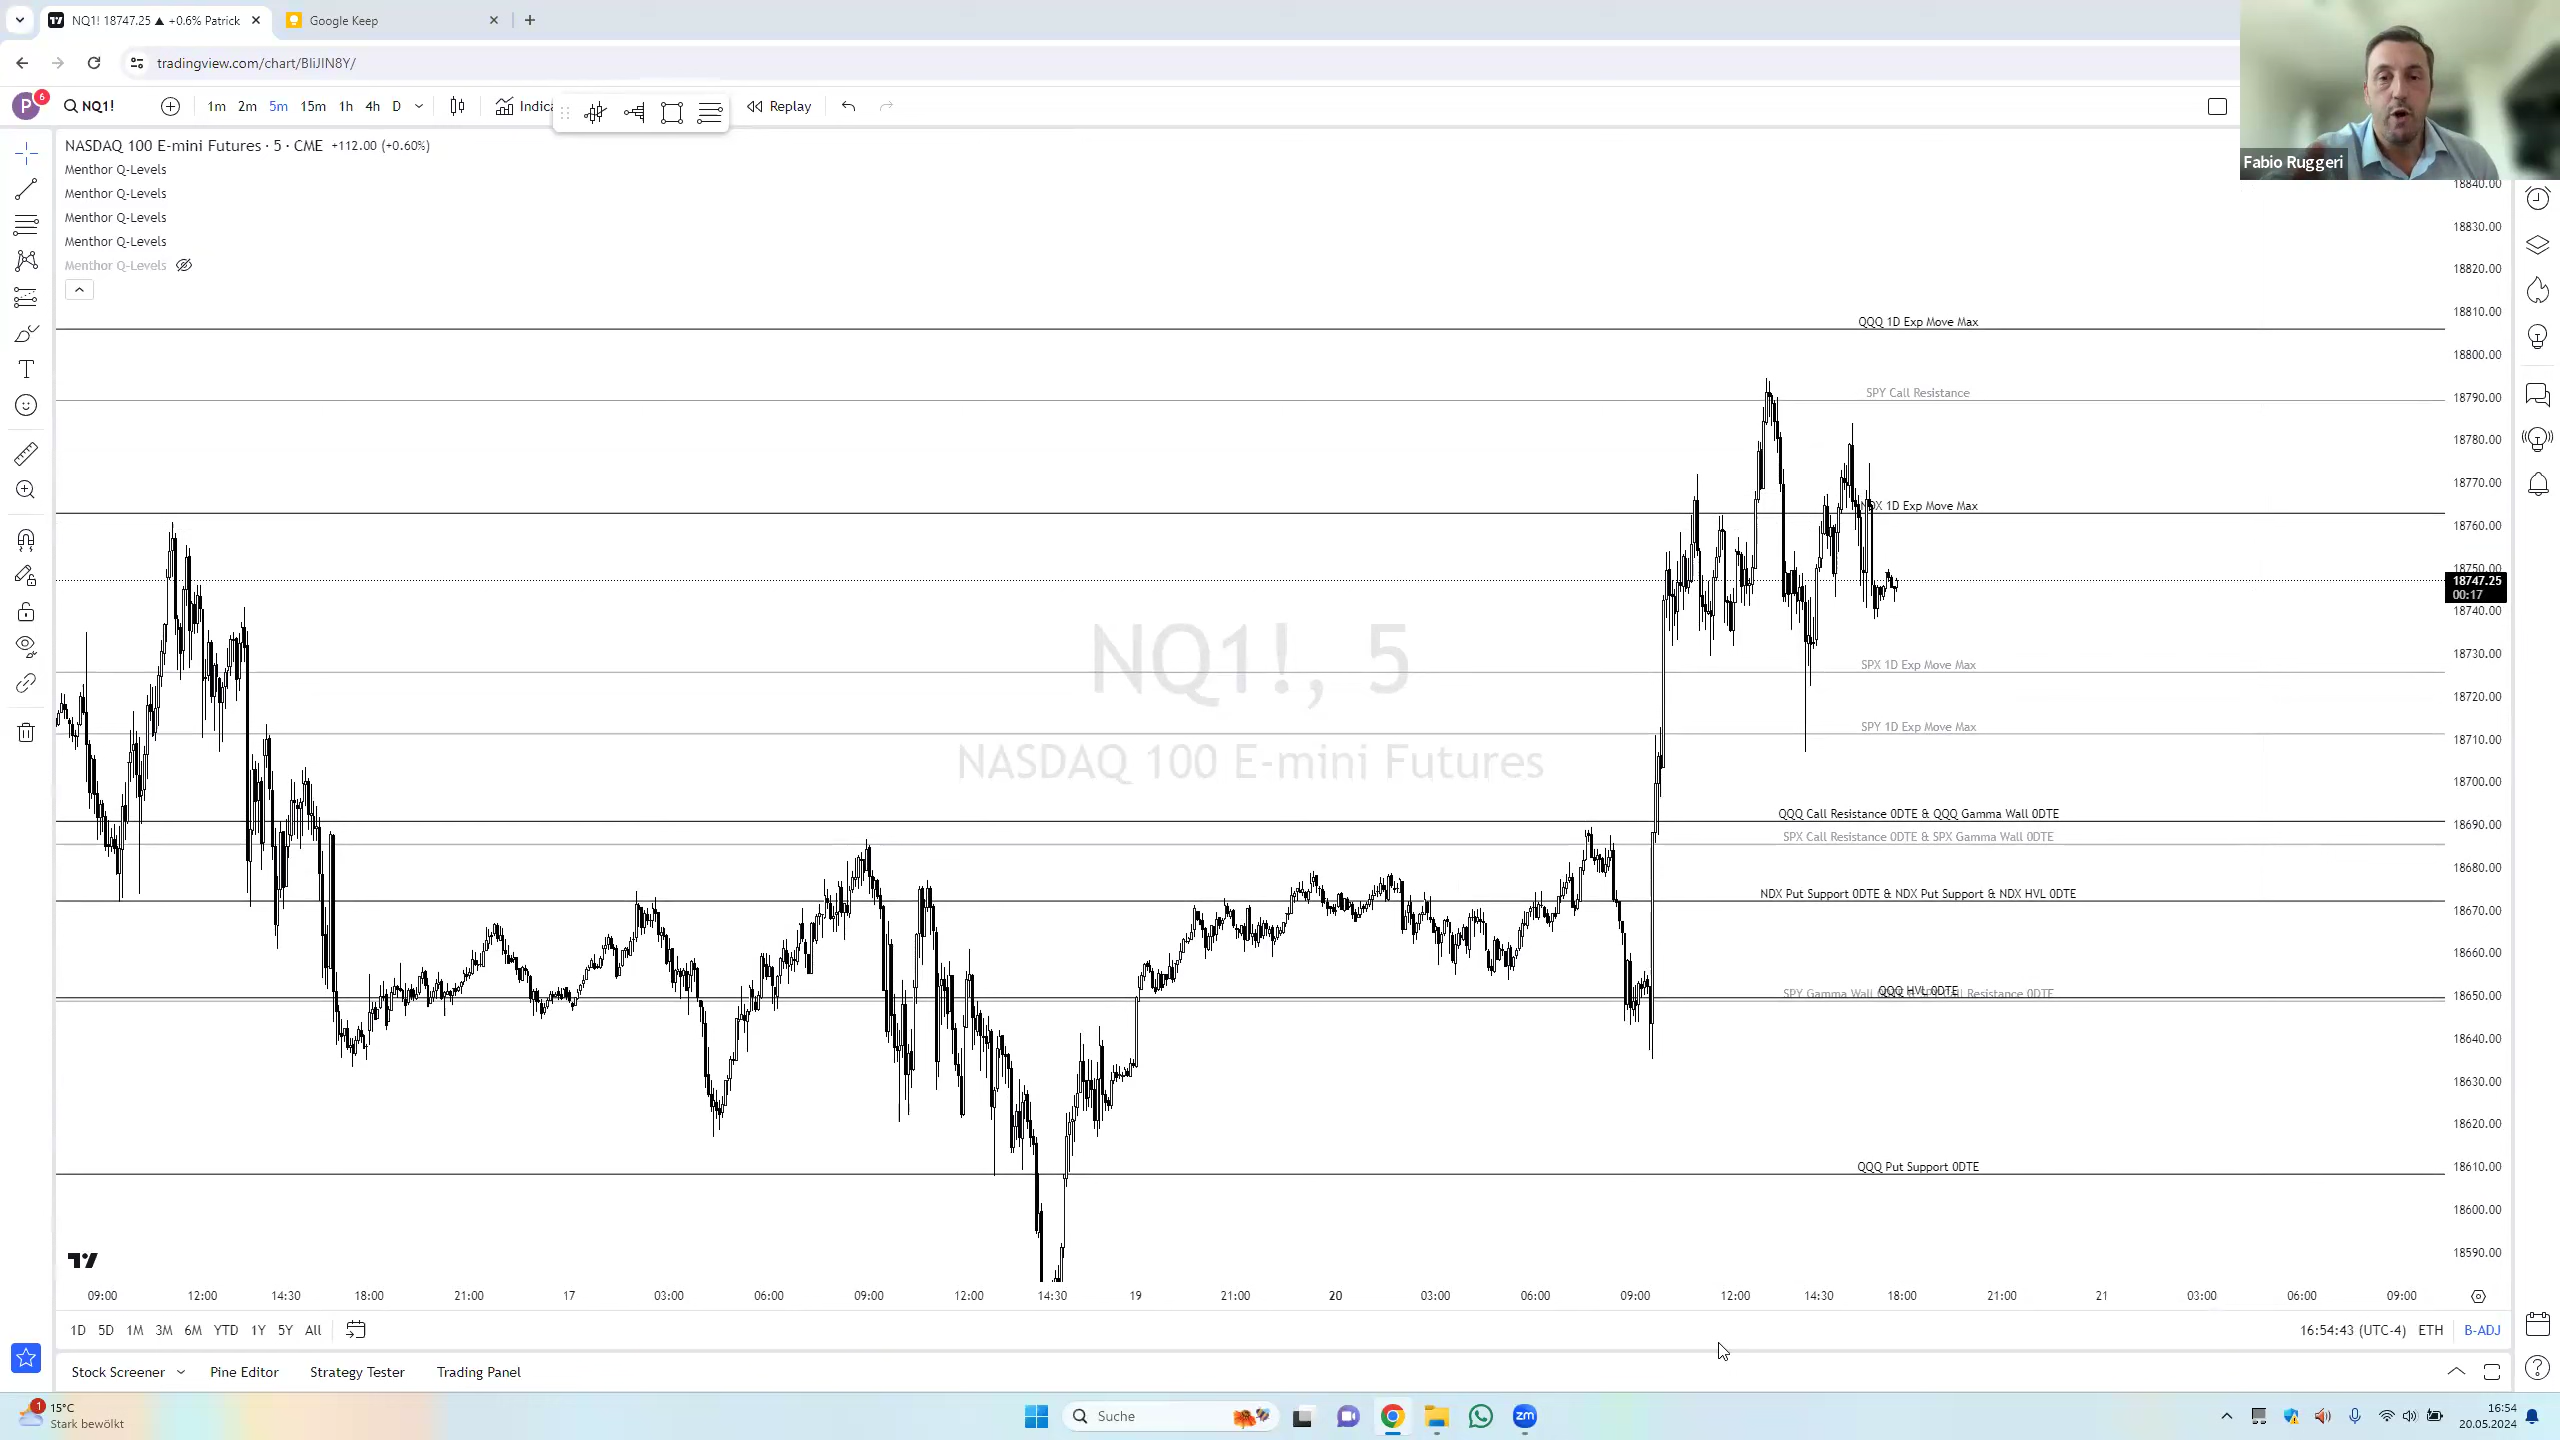 NQ1! 18747.25 ▲ +0.6% Patrick
Google Keep
tradingview.com/chart/BIiJIN8Y/
P 6
NQ1!
1m 2m 5m 15m 1h 4h D
Indica
Replay
NASDAQ 100 E-mini Futures · 5 · CME +112.00 (+0.60%)
Menthor Q-Levels
Menthor Q-Levels
Menthor Q-Levels
Menthor Q-Levels
Menthor Q-Levels
Fabio Ruggeri
QQQ 1D Exp Move Max
SPY Call Resistance
NDX 1D Exp Move Max
SPX 1D Exp Move Max
SPY 1D Exp Move Max
QQQ Call Resistance 0DTE & QQQ Gamma Wall 0DTE
SPX Call Resistance 0DTE & SPX Gamma Wall 0DTE
NDX Put Support 0DTE & NDX Put Support & NDX HVL 0DTE
QQQ HVL 0DTE
SPY Gamma Wall Resistance 0DTE
QQQ Put Support 0DTE
NQ1!, 5
NASDAQ 100 E-mini Futures
18840.00
18830.00
18820.00
18810.00
18800.00
18790.00
18780.00
18770.00
18760.00
18750.00
18747.25
00:17
18740.00
18730.00
18720.00
18710.00
18700.00
18690.00
18680.00
18670.00
18660.00
18650.00
18640.00
18630.00
18620.00
18610.00
18600.00
18590.00
09:00 12:00 14:30 18:00 21:00 17 03:00 06:00 09:00 12:00 14:30 19 21:00 20 03:00 06:00 09:00 12:00 14:30 18:00 21:00 21 03:00 06:00 09:00
1D 5D 1M 3M 6M YTD 1Y 5Y All
16:54:43 (UTC-4) ETH B-ADJ
Stock Screener Pine Editor Strategy Tester Trading Panel
1
15°C
Stark bewölkt
Suche
zm
16:54
20.05.2024